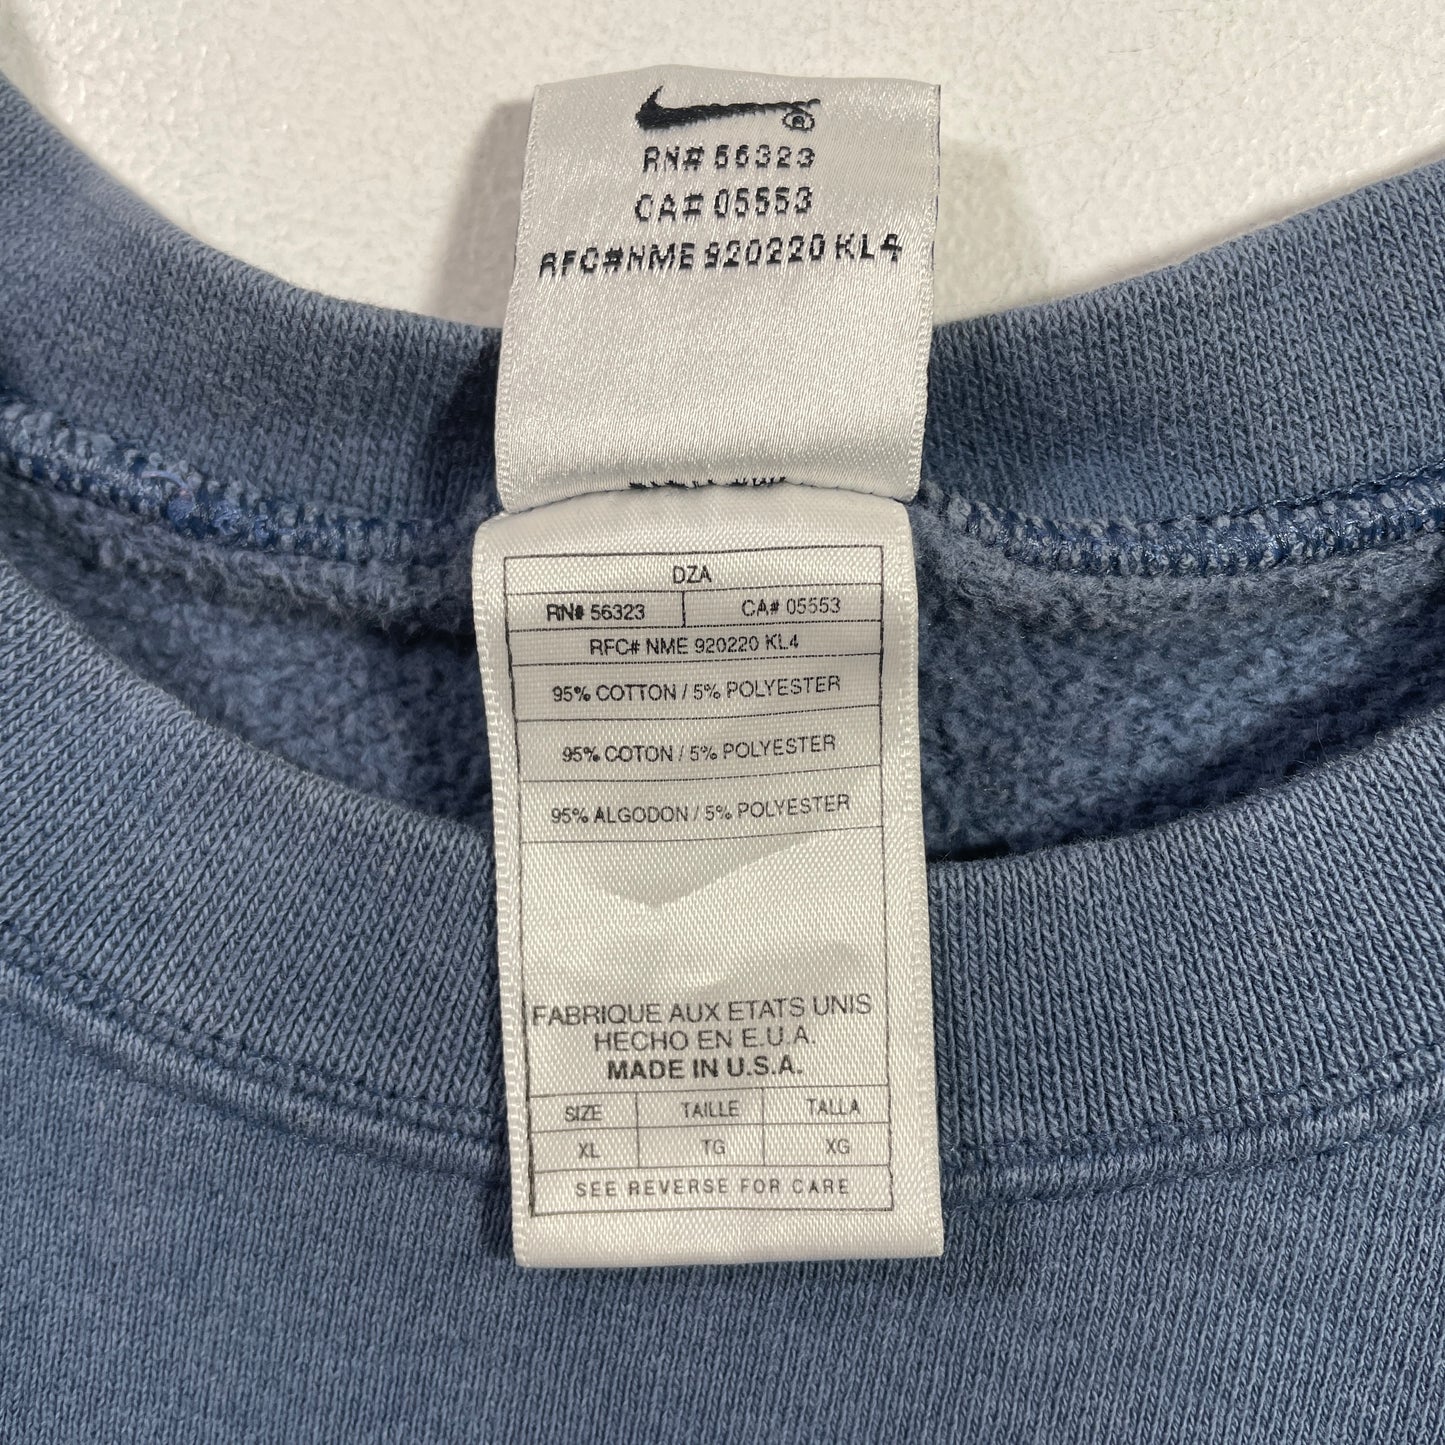 ®
RN# 56323
CA# 05553
RFC#NME 920220 KL4
DZA
RN# 56323 CA# 05553
RFC# NME 920220 KL4
95% COTTON / 5% POLYESTER
95% COTON / 5% POLYESTER
95% ALGODON / 5% POLYESTER
FABRIQUE AUX ETATS UNIS
HECHO EN E.U.A.
MADE IN U.S.A.
SIZE TAILLE TALLA
XL TG XG
SEE REVERSE FOR CARE